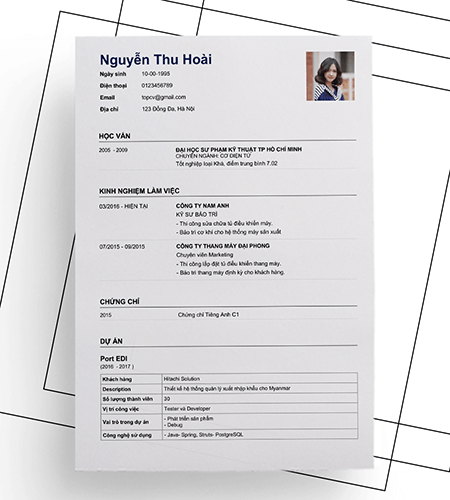 Nguyễn Thu Hoài
Ngày sinh 10-00-1995
Điện thoại 0123456789
Email topcv@gmail.com
Địa chỉ 123 Đống Đa, Hà Nội
HỌC VẤN
2005 - 2009 ĐẠI HỌC SƯ PHẠM KỸ THUẬT TP HỒ CHÍ MINH
CHUYÊN NGÀNH: CƠ ĐIỆN TỬ
Tốt nghiệp loại Khá, điểm trung bình 7.02
KINH NGHIỆM LÀM VIỆC
03/2016 - HIỆN TẠI CÔNG TY NAM ANH
KỸ SƯ BẢO TRÌ
- Thi công sửa chữa tủ điều khiển máy.
- Bảo trì cơ khí cho hệ thống máy sản xuất
07/2015 - 09/2015 CÔNG TY THANG MÁY ĐẠI PHONG
Chuyên viên Marketing
- Thi công lắp đặt tủ điều khiển thang máy.
- Bảo trì thang máy định kỳ cho khách hàng.
CHỨNG CHỈ
2015 Chứng chỉ Tiếng Anh C1
DỰ ÁN
Port EDI
(2016 - 2017 )
Khách hàng Hitachi Solution
Description Thiết kế hệ thống quản lý xuất nhập khẩu cho Myanmar
Số lượng thành viên 30
Vị trí công việc Tester và Developer
Vai trò trong dự án - Phát triển sản phẩm
- Debug
Công nghệ sử dụng - Java- Spring, Struts- PostgreSQL